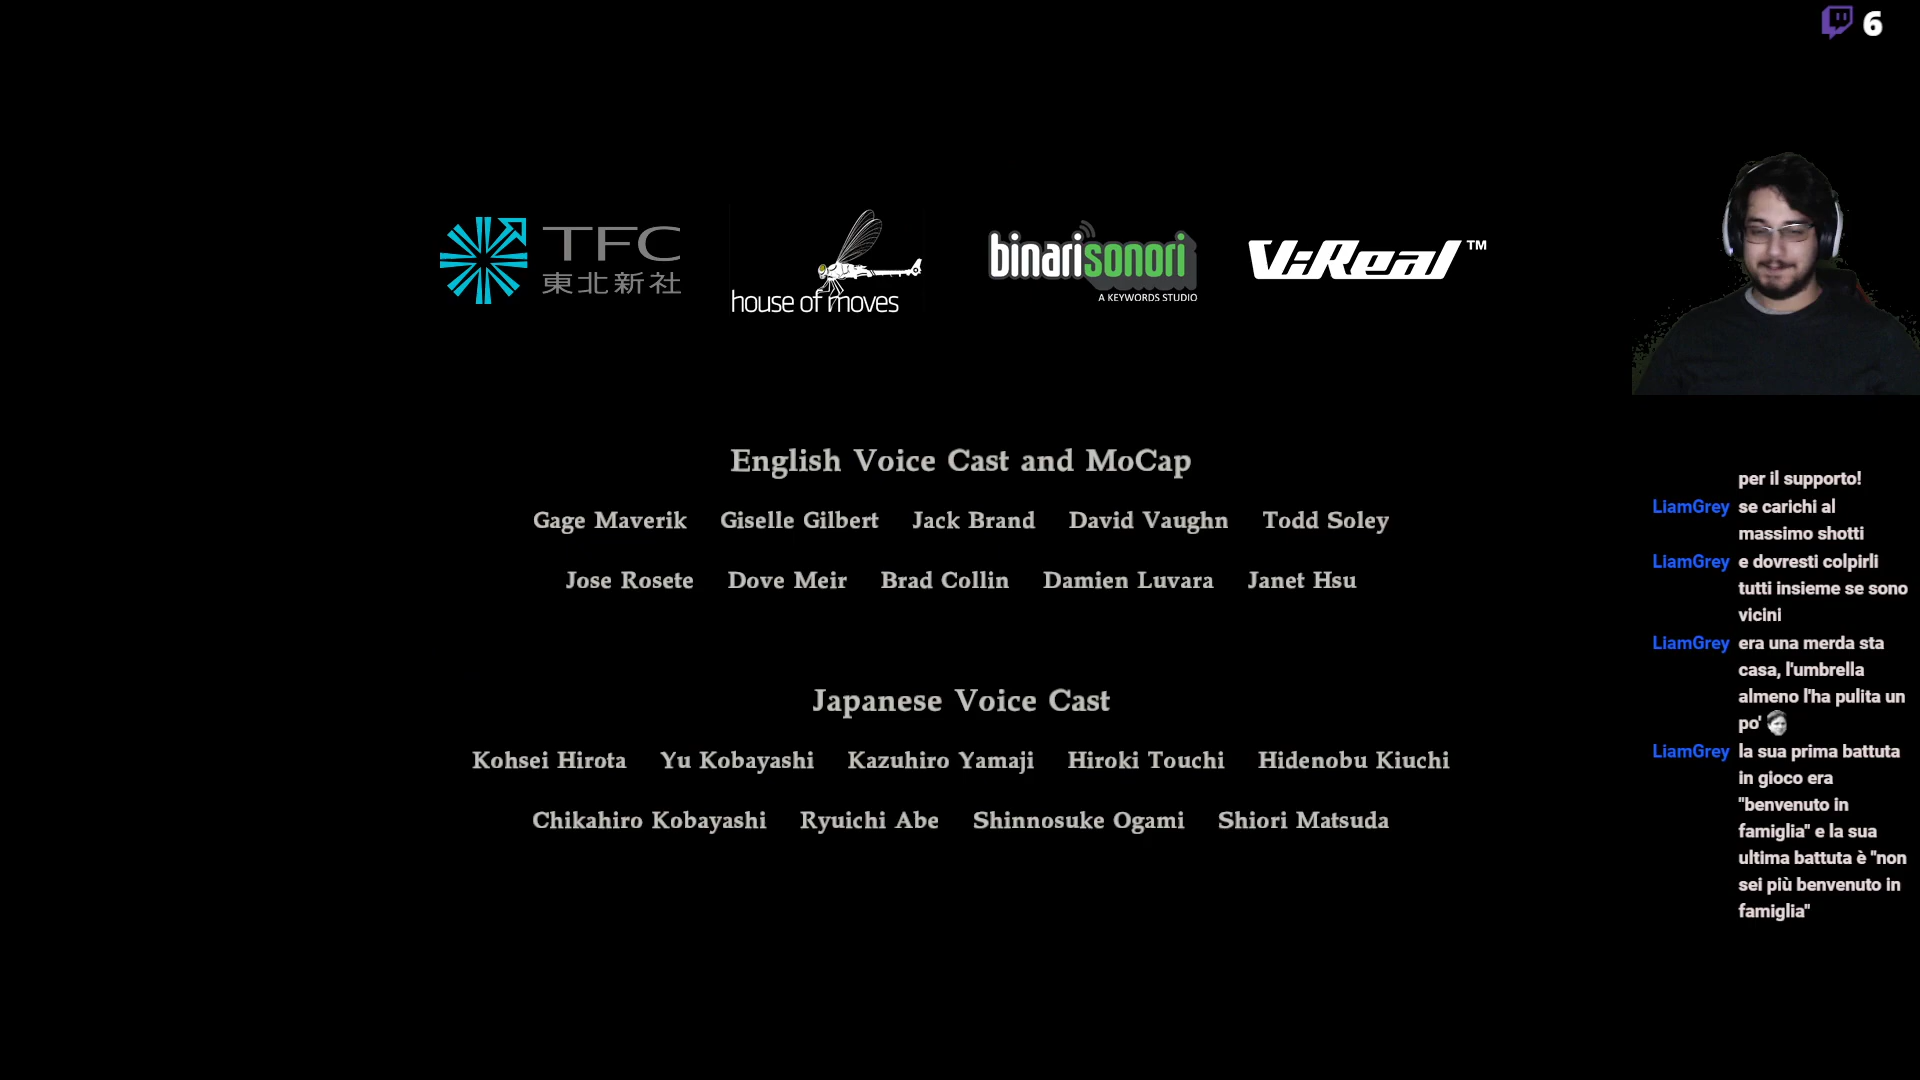 6
TFC
東北新社
house of moves
binarisonori
A KEYWORDS STUDIO
ViReal™
English Voice Cast and MoCap
Gage Maverik Giselle Gilbert Jack Brand David Vaughn Todd Soley
Jose Rosete Dove Meir Brad Collin Damien Luvara Janet Hsu
Japanese Voice Cast
Kohsei Hirota Yu Kobayashi Kazuhiro Yamaji Hiroki Touchi Hidenobu Kiuchi
Chikahiro Kobayashi Ryuichi Abe Shinnosuke Ogami Shiori Matsuda
per il supporto!
LiamGrey se carichi al
massimo shotti
LiamGrey e dovresti colpirli
tutti insieme se sono
vicini
LiamGrey era una merda sta
casa, l'umbrella
almeno l'ha pulita un
po'
LiamGrey la sua prima battuta
in gioco era
"benvenuto in
famiglia" e la sua
ultima battuta è "non
sei più benvenuto in
famiglia"